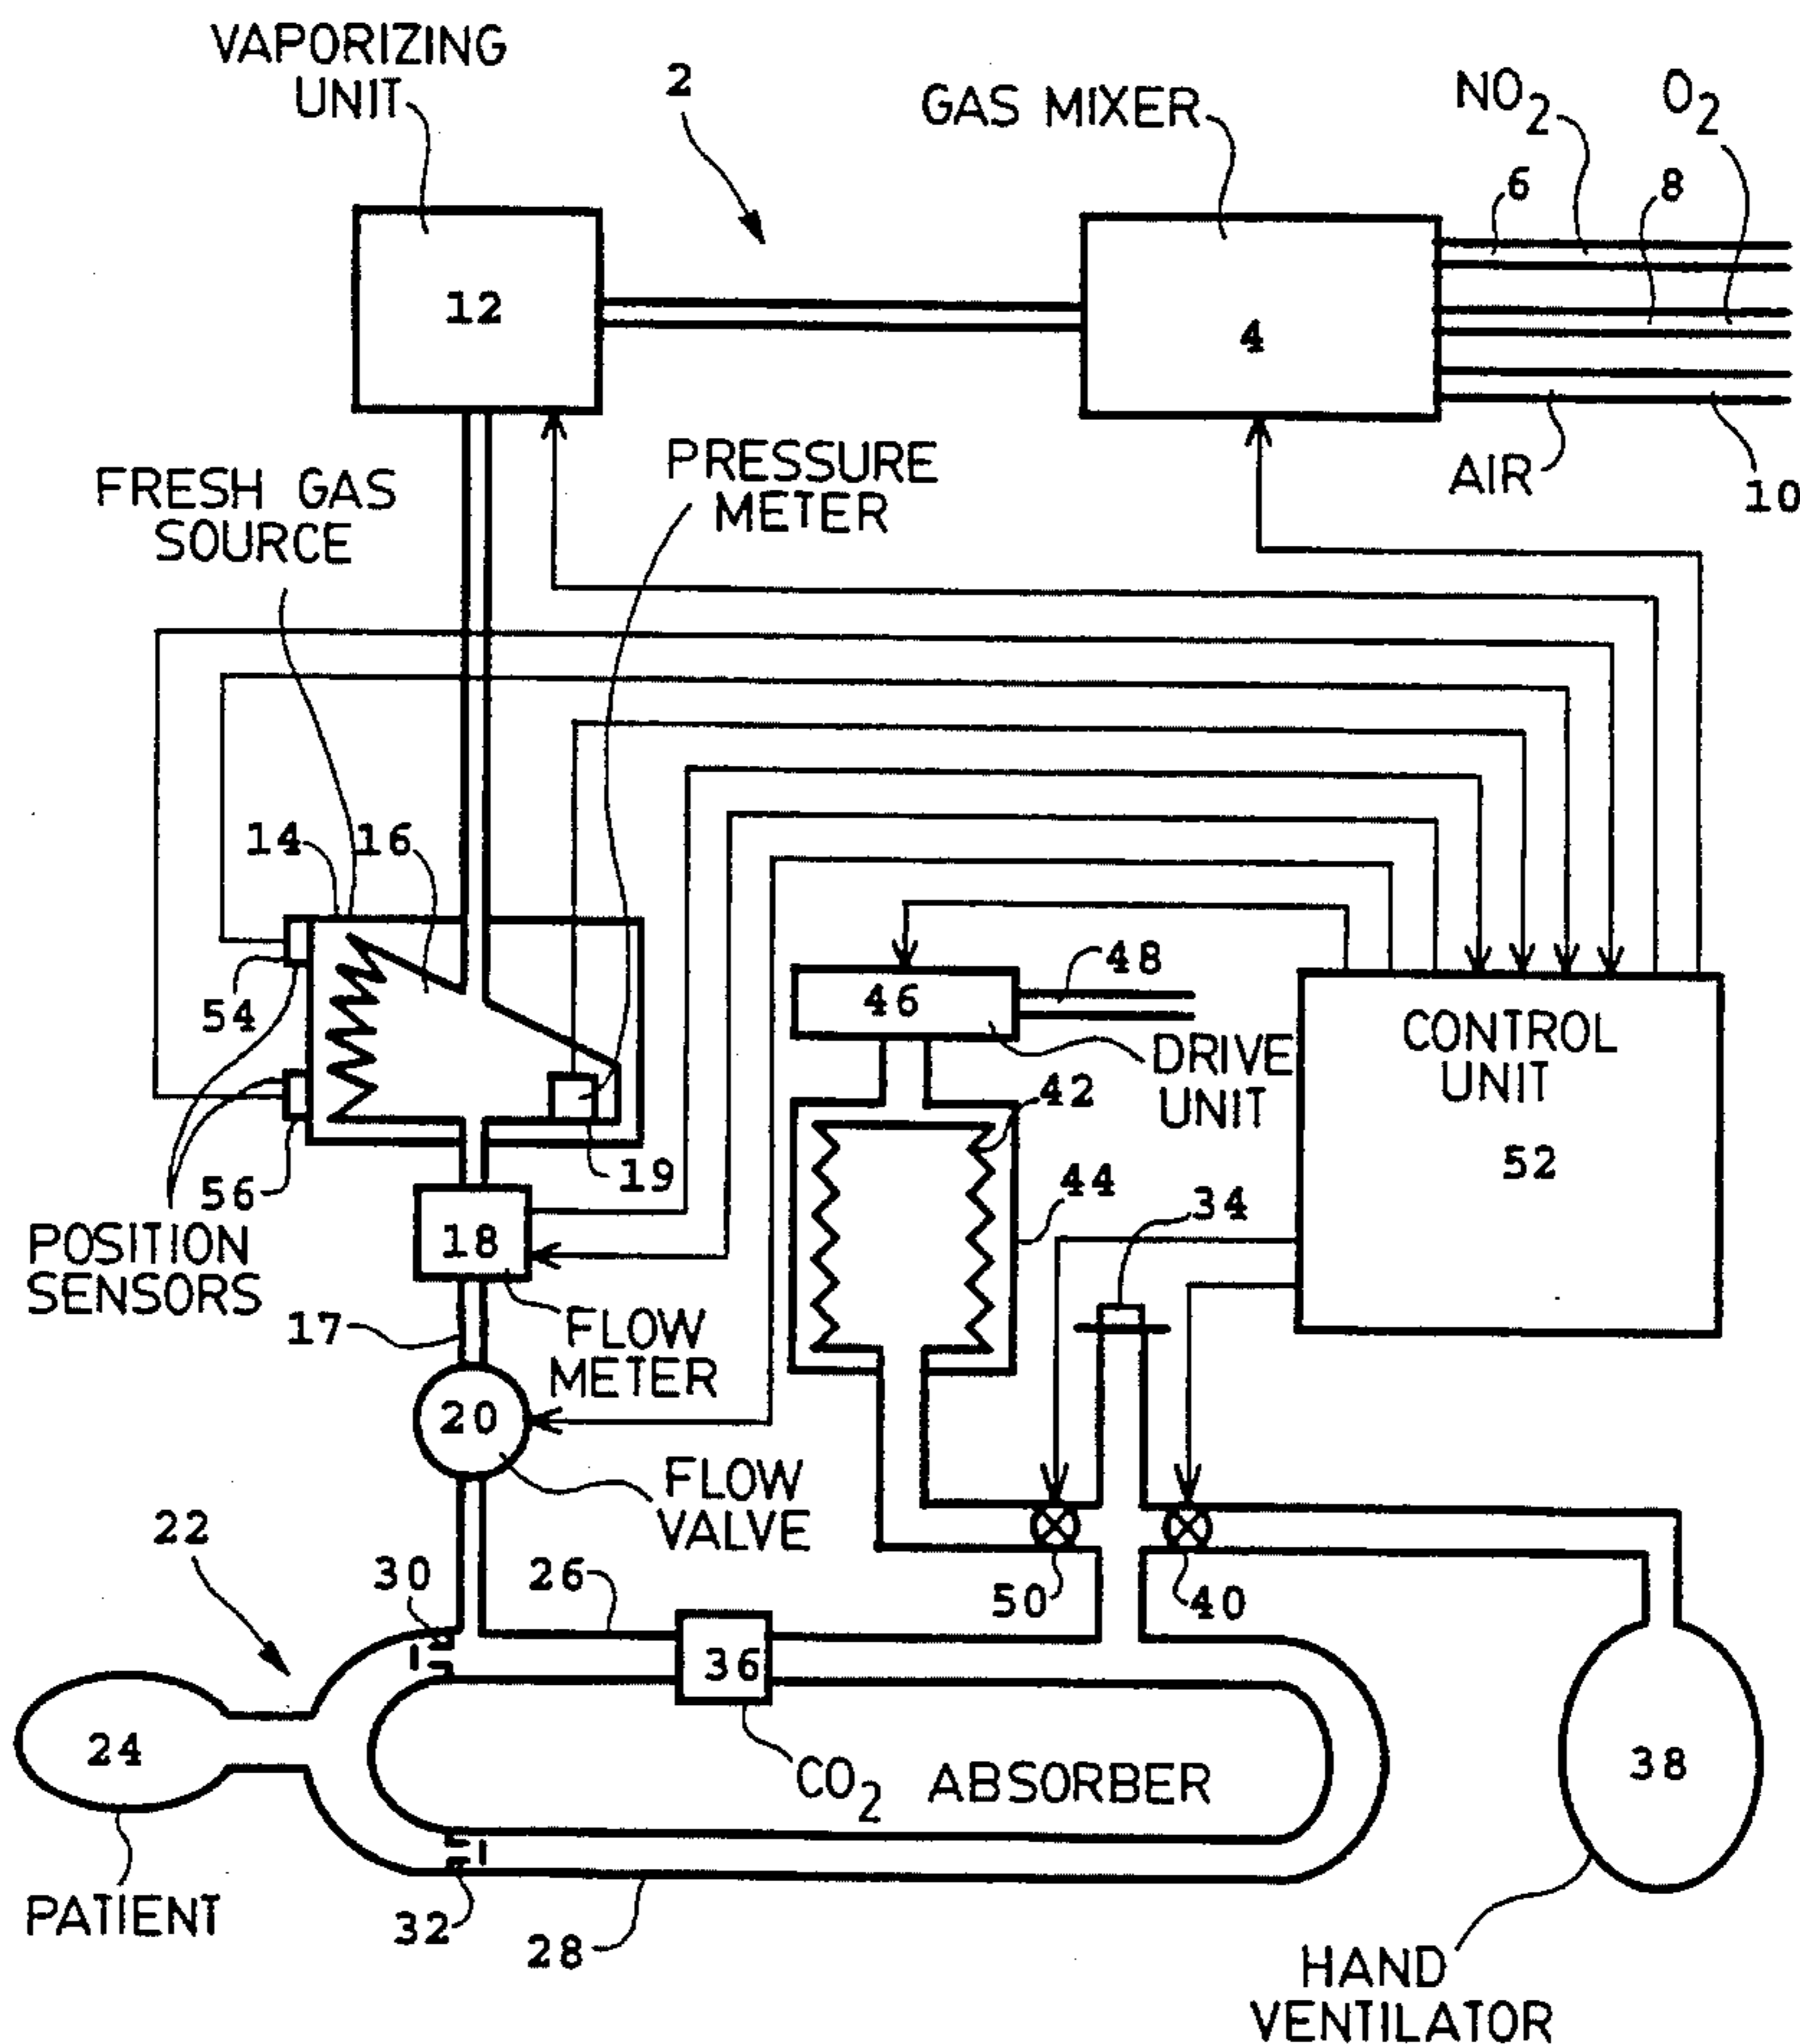 VAPORIZING
UNIT
2
GAS MIXER
NO2
O2
6
8
12
4
AIR
10
PRESSURE
METER
FRESH GAS
SOURCE
14
16
54
56
19
POSITION
SENSORS
18
17
FLOW
METER
20
FLOW
VALVE
46
48
DRIVE
UNIT
42
44
34
CONTROL
UNIT
52
22
30
26
50
40
36
24
CO2 ABSORBER
38
PATIENT
32
28
HAND
VENTILATOR